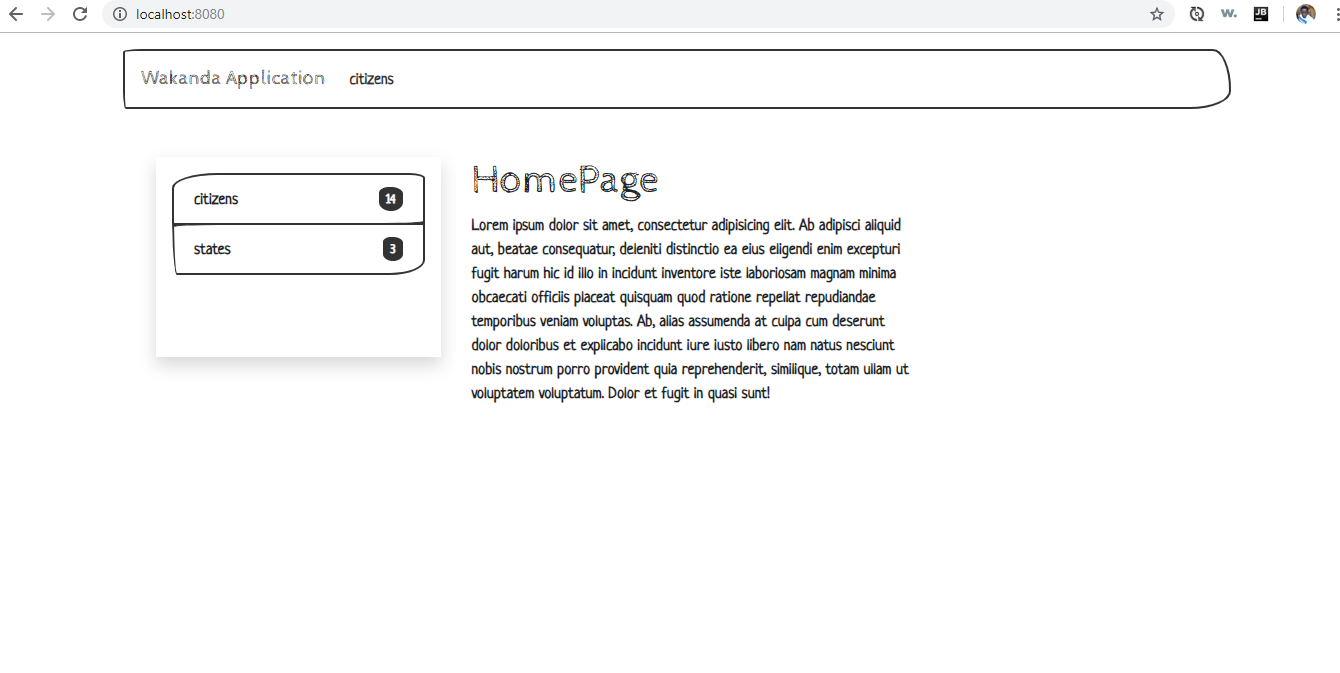 localhost:8080
W.
JB
Wakanda Application citizens
citizens 14
states 3
HomePage
Lorem ipsum dolor sit amet, consectetur adipisicing elit. Ab adipisci aliquid
aut, beatae consequatur, deleniti distinctio ea eius eligendi enim excepturi
fugit harum hic id illo in incidunt inventore iste laboriosam magnam minima
obcaecati officiis placeat quisquam quod ratione repellat repudiandae
temporibus veniam voluptas. Ab, alias assumenda at culpa cum deserunt
dolor doloribus et explicabo incidunt iure iusto libero nam natus nesciunt
nobis nostrum porro provident quia reprehenderit, similique, totam ullam ut
voluptatem voluptatum. Dolor et fugit in quasi sunt!